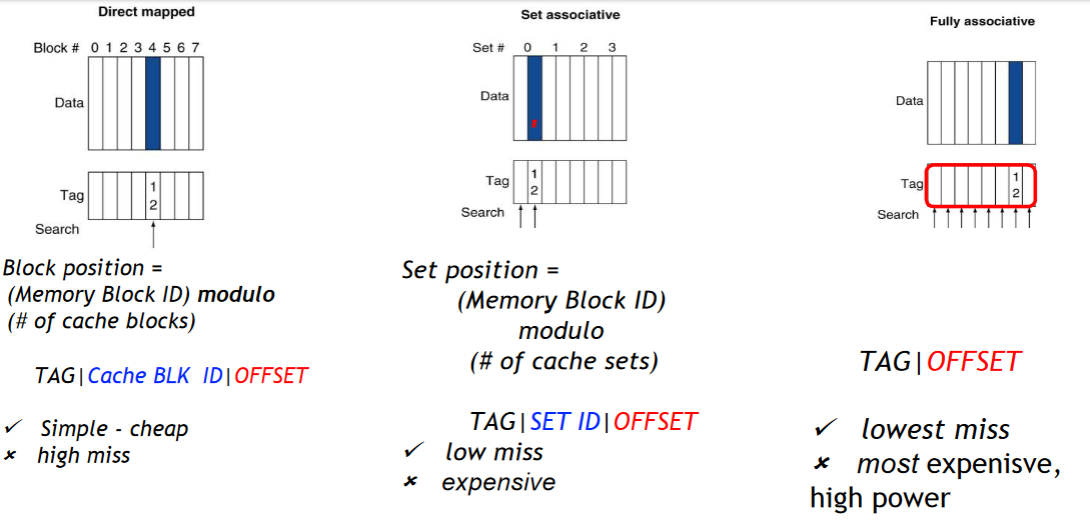 Direct mapped
Block # 0 1 2 3 4 5 6 7
Data
Tag
1
2
Search
Block position =
(Memory Block ID) modulo
(# of cache blocks)
TAG|Cache BLK ID|OFFSET
✓ Simple - cheap
× high miss
Set associative
Set # 0 1 2 3
Data
Tag
1
2
Search
Set position =
(Memory Block ID)
modulo
(# of cache sets)
TAG|SET ID|OFFSET
✓ low miss
× expensive
Fully associative
Data
Tag
1
2
Search
TAG|OFFSET
✓ lowest miss
× most expenisve,
high power